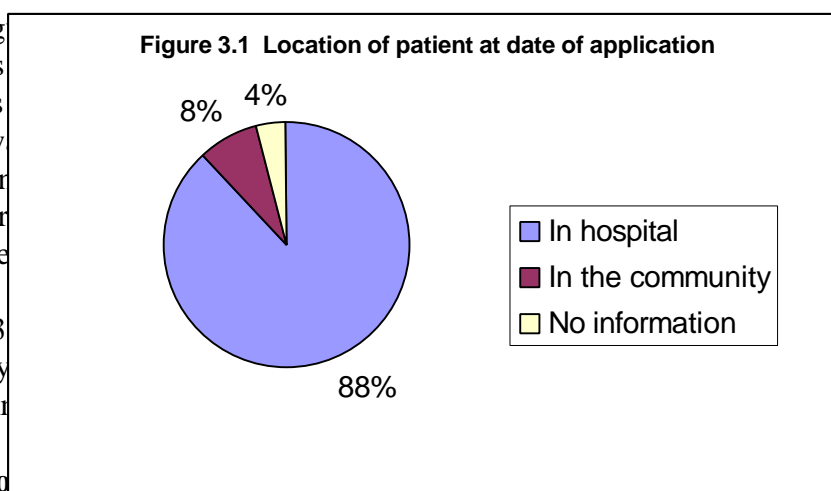 Figure 3.1 Location of patient at date of application
4%
8%
88%
In hospital
In the community
No information